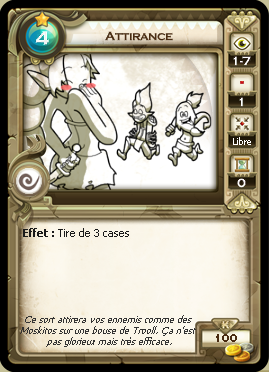 4
ATTIRANCE
1-7
1
Libre
0
Effet : Tire de 3 cases
Ce sort attirera vos ennemis comme des
Moskitos sur une bouse de Trooll. Ça n'est
pas glorieux mais très efficace.
K
100